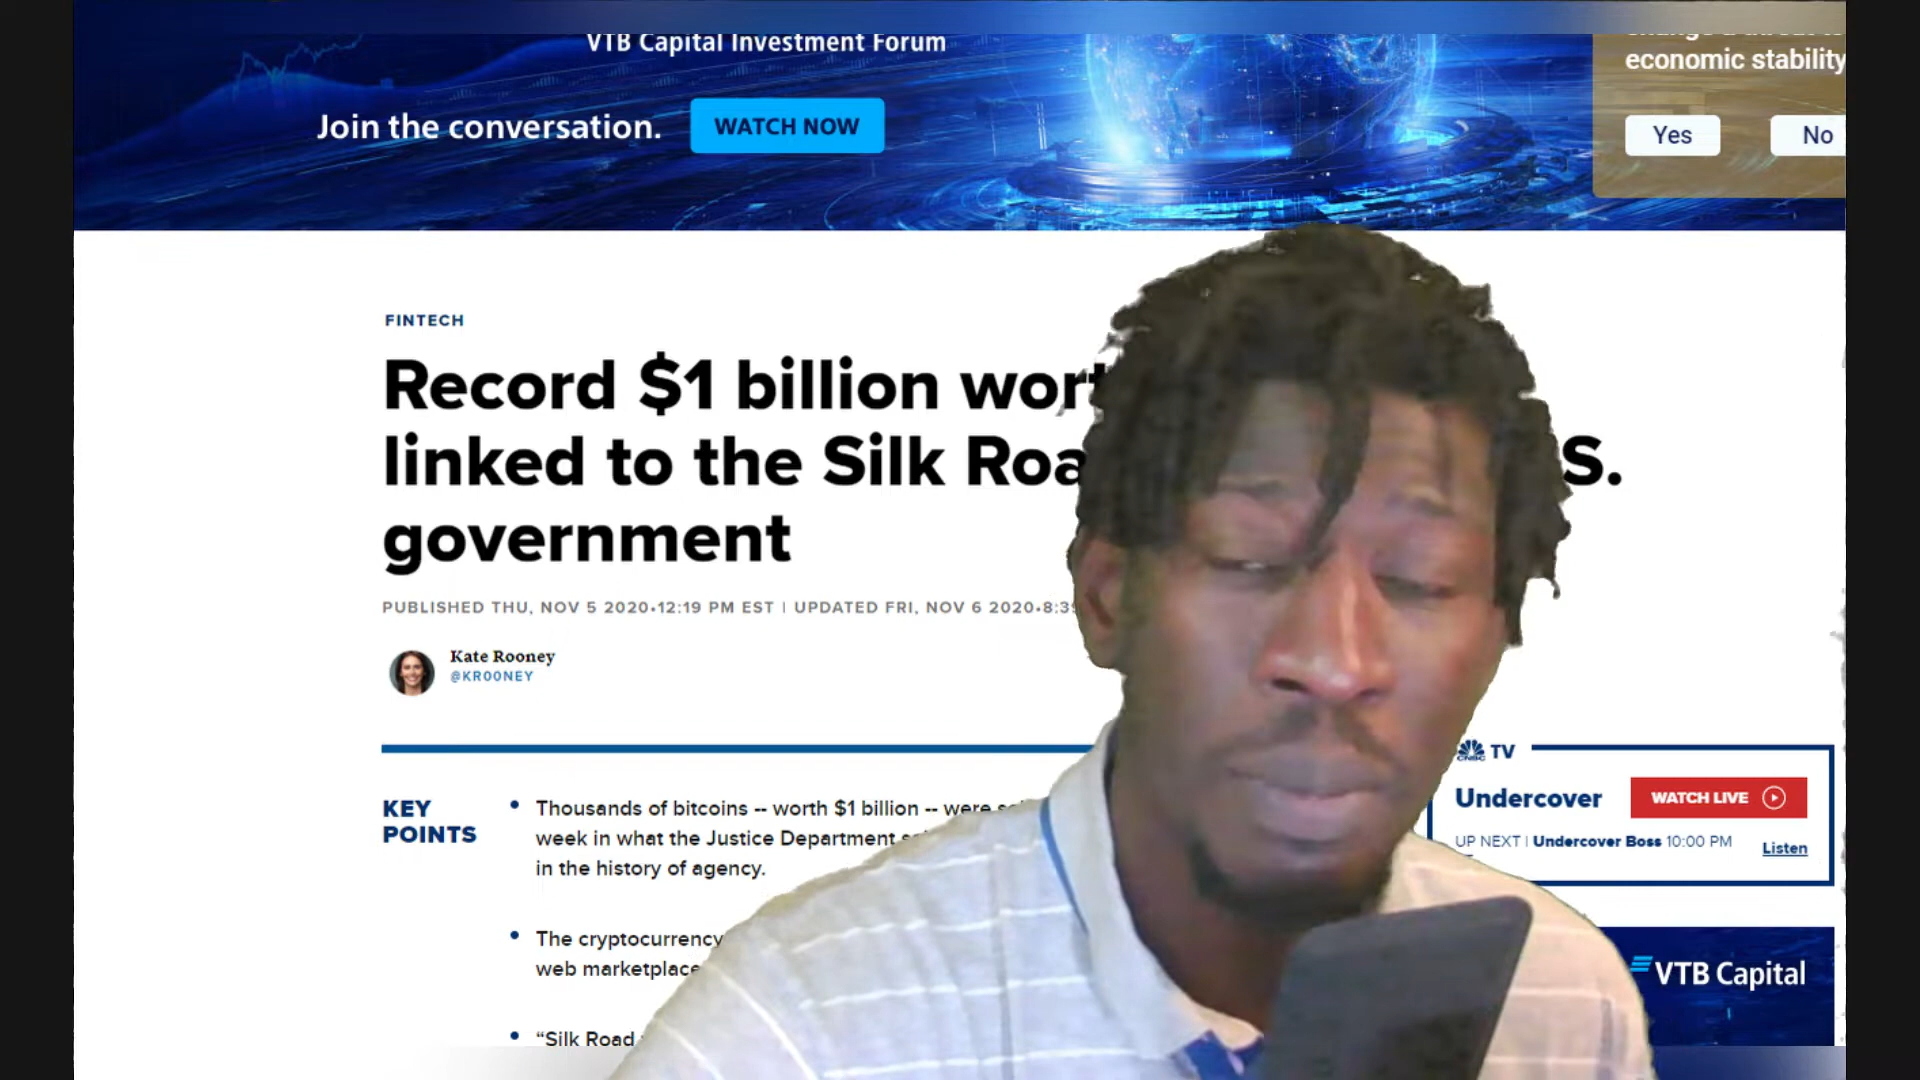 VTB Capital Investment Forum
economic stability
Join the conversation.
WATCH NOW
Yes
No
FINTECH
Record $1 billion
linked to the Silk
S.
government
PUBLISHED THU, NOV 5 2020•12:19 PM EST | UPDATED FRI, NOV 6 2020•8:3
Kate Rooney
@KR00NEY
CNBC TV
Undercover
WATCH LIVE
UP NEXT | Undercover Boss 10:00 PM
Listen
KEY
POINTS
• Thousands of bitcoins -- worth $1 billion -- were
week in what the Justice Department
in the history of agency.
• The cryptocurrency
web marketplace
• “Silk Road
VTB Capital